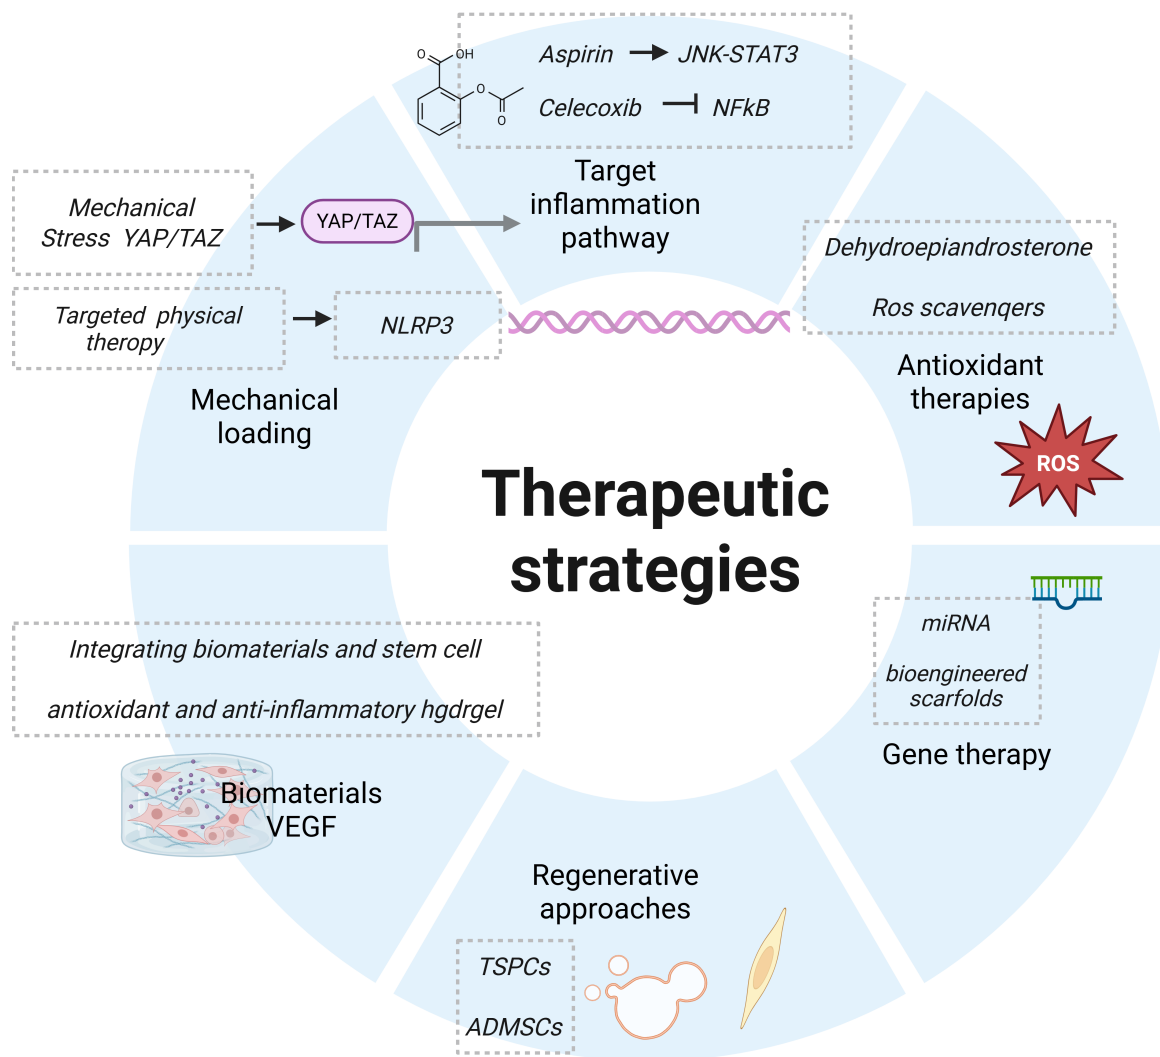 Aspirin JNK-STAT3
Celecoxib NFkB
O OH
O
O
Target
inflammation
pathway
Mechanical
Stress YAP/TAZ
YAP/TAZ
Targeted physical
theropy
NLRP3
Mechanical
loading
Dehydroepiandrosterone
Ros scavenqers
Antioxidant
therapies
ROS
Therapeutic
strategies
miRNA
bioengineered
scarfolds
Gene therapy
Integrating biomaterials and stem cell
antioxidant and anti-inflammatory hgdrgel
Biomaterials
VEGF
Regenerative
approaches
TSPCs
ADMSCs